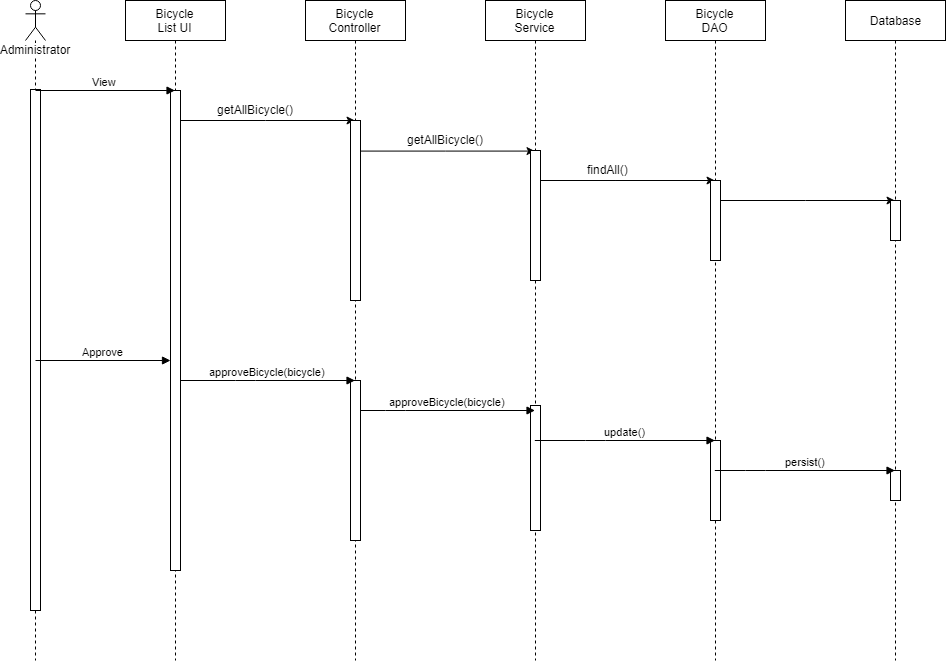 Administrator
Bicycle
List UI
Bicycle
Controller
Bicycle
Service
Bicycle
DAO
Database
View
getAllBicycle()
getAllBicycle()
findAll()
Approve
approveBicycle(bicycle)
approveBicycle(bicycle)
update()
persist()